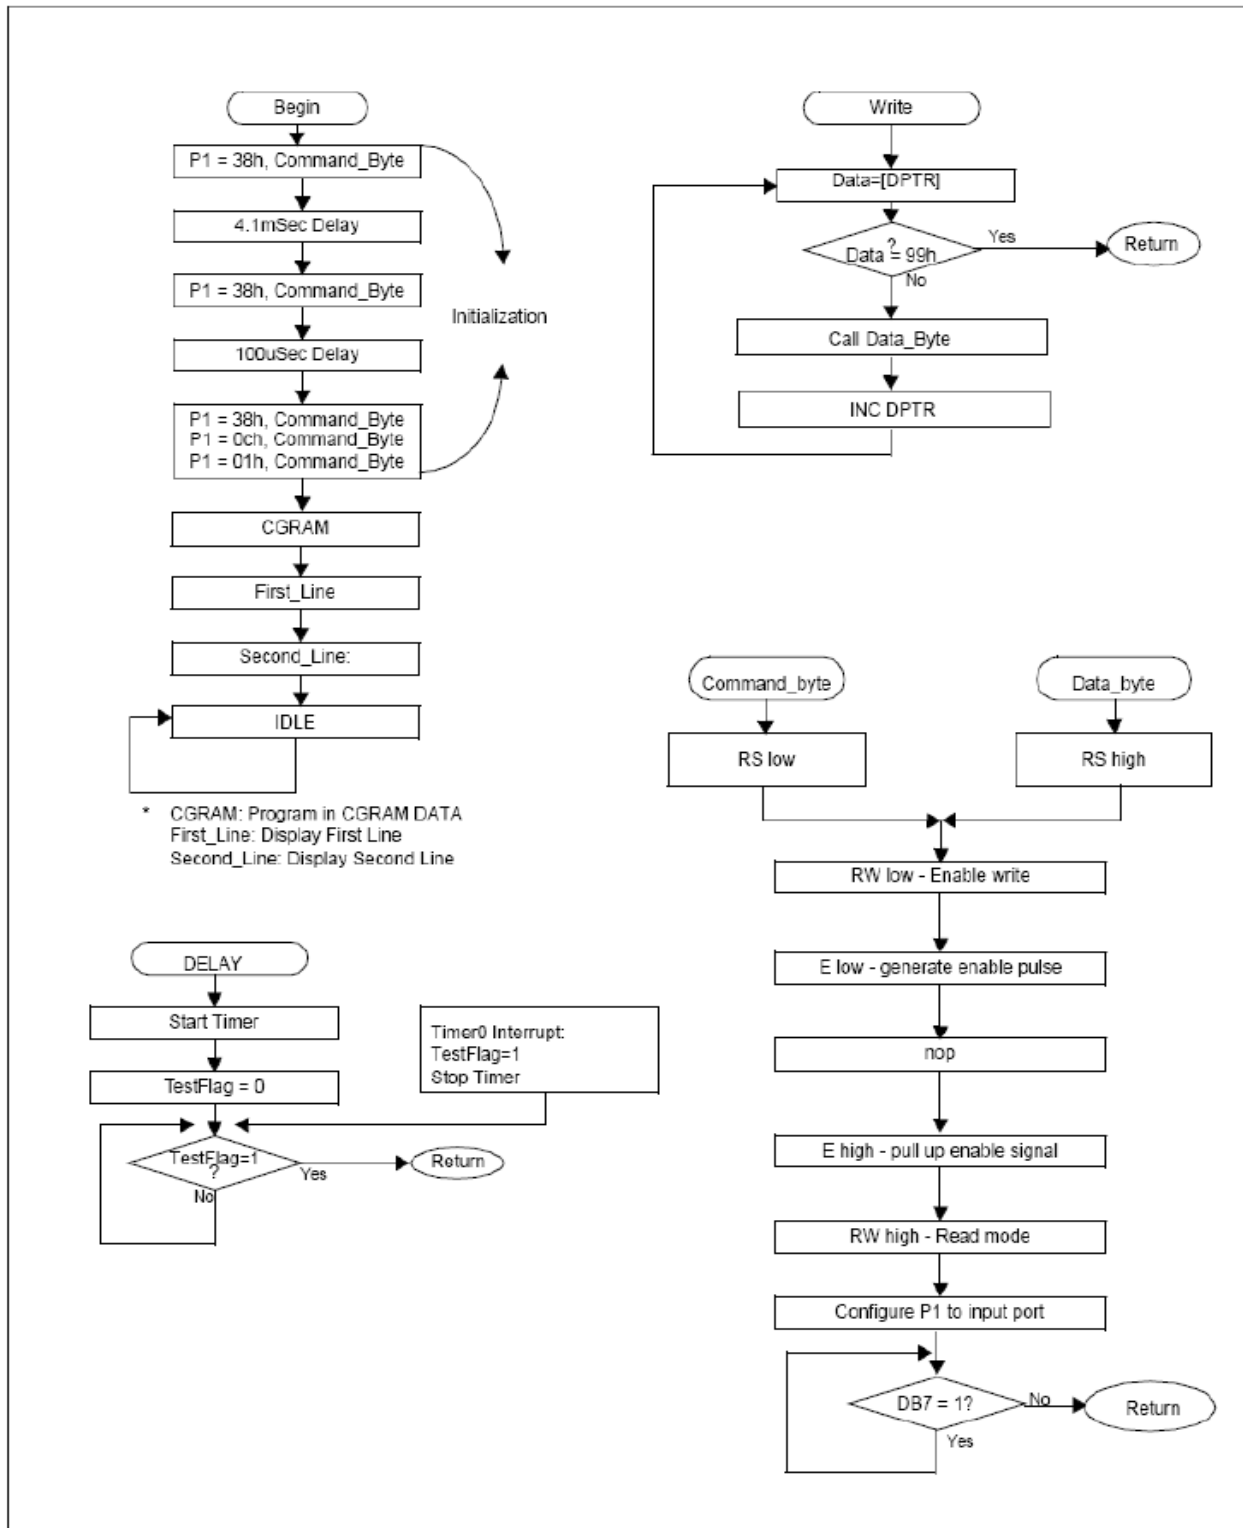 Begin
P1 = 38h, Command_Byte
4.1mSec Delay
P1 = 38h, Command_Byte
100uSec Delay
P1 = 38h, Command_Byte
P1 = 0ch, Command_Byte
P1 = 01h, Command_Byte
Initialization
CGRAM
First_Line
Second_Line:
IDLE
* CGRAM: Program in CGRAM DATA
First_Line: Display First Line
Second_Line: Display Second Line
Write
Data=[DPTR]
?
Data = 99h
Yes
Return
No
Call Data_Byte
INC DPTR
DELAY
Start Timer
TestFlag = 0
Timer0 Interrupt:
TestFlag=1
Stop Timer
TestFlag=1
?
Yes
Return
No
Command_byte
Data_byte
RS low
RS high
RW low - Enable write
E low - generate enable pulse
nop
E high - pull up enable signal
RW high - Read mode
Configure P1 to input port
DB7 = 1?
No
Return
Yes